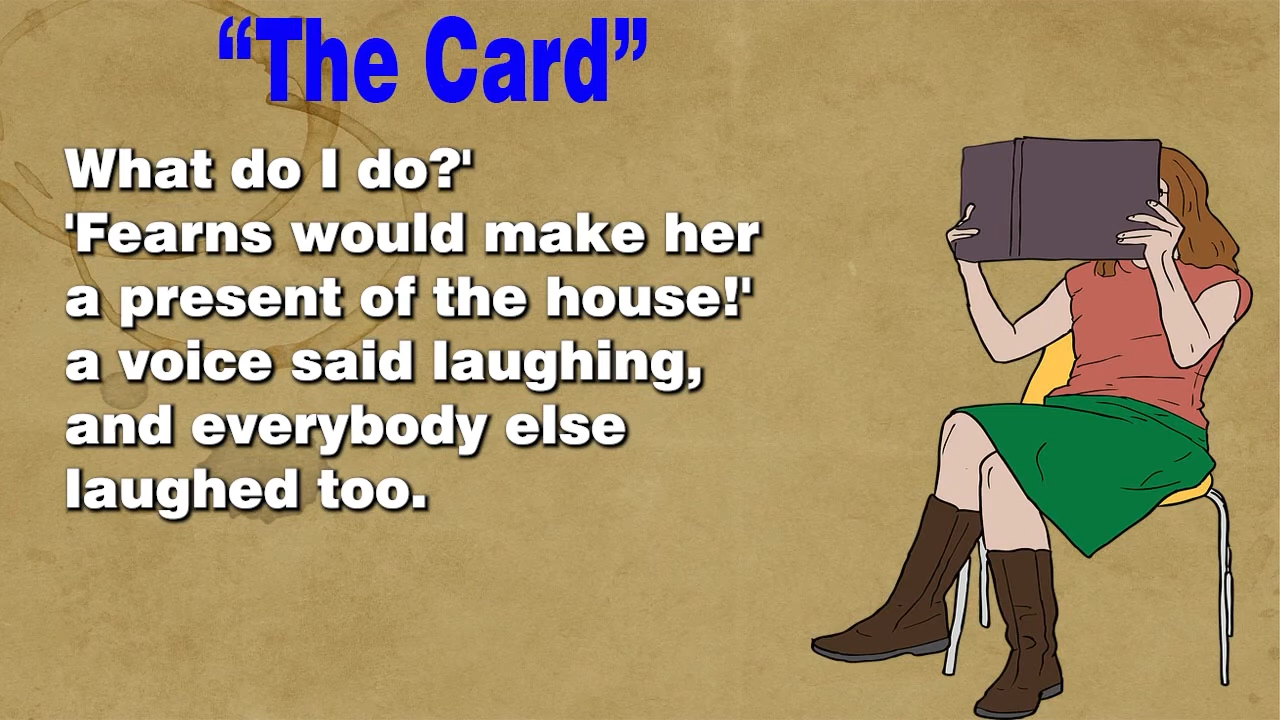 “The Card”
What do I do?'
'Fearns would make her
a present of the house!'
a voice said laughing,
and everybody else
laughed too.